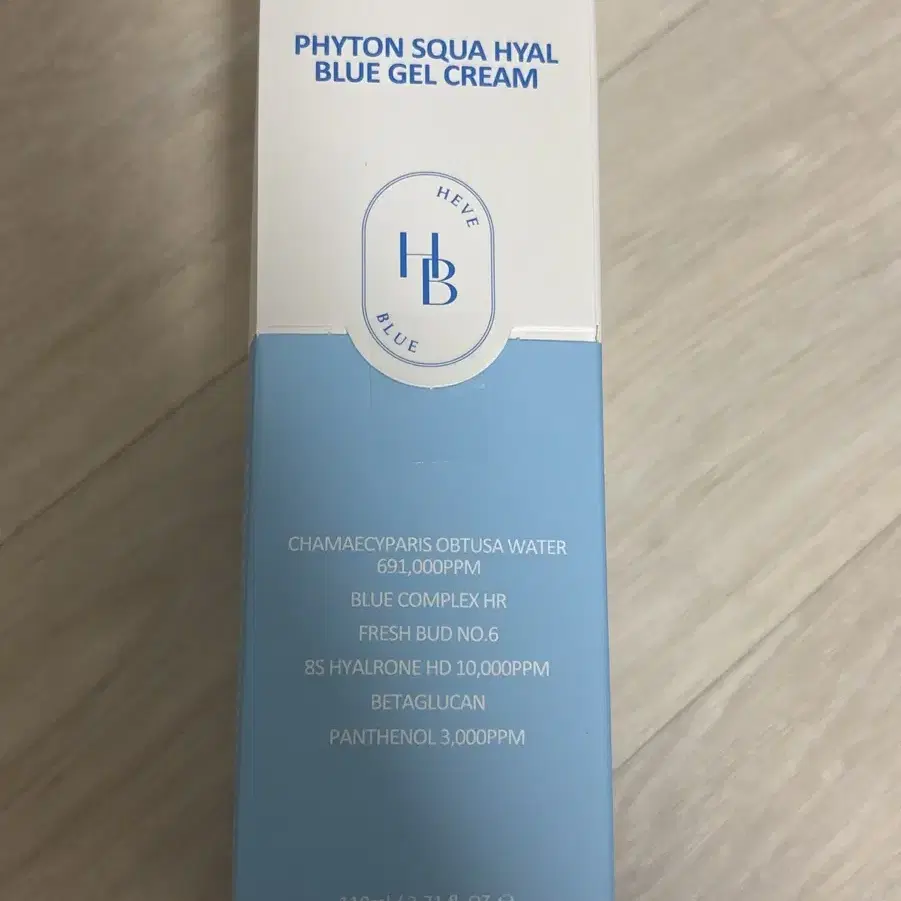 PHYTON SQUA HYAL
BLUE GEL CREAM
HEVE
HB
BLUE
CHAMAECYPARIS OBTUSA WATER
691,000PPM
BLUE COMPLEX HR
FRESH BUD NO.6
8S HYALRONE HD 10,000PPM
BETAGLUCAN
PANTHENOL 3,000PPM